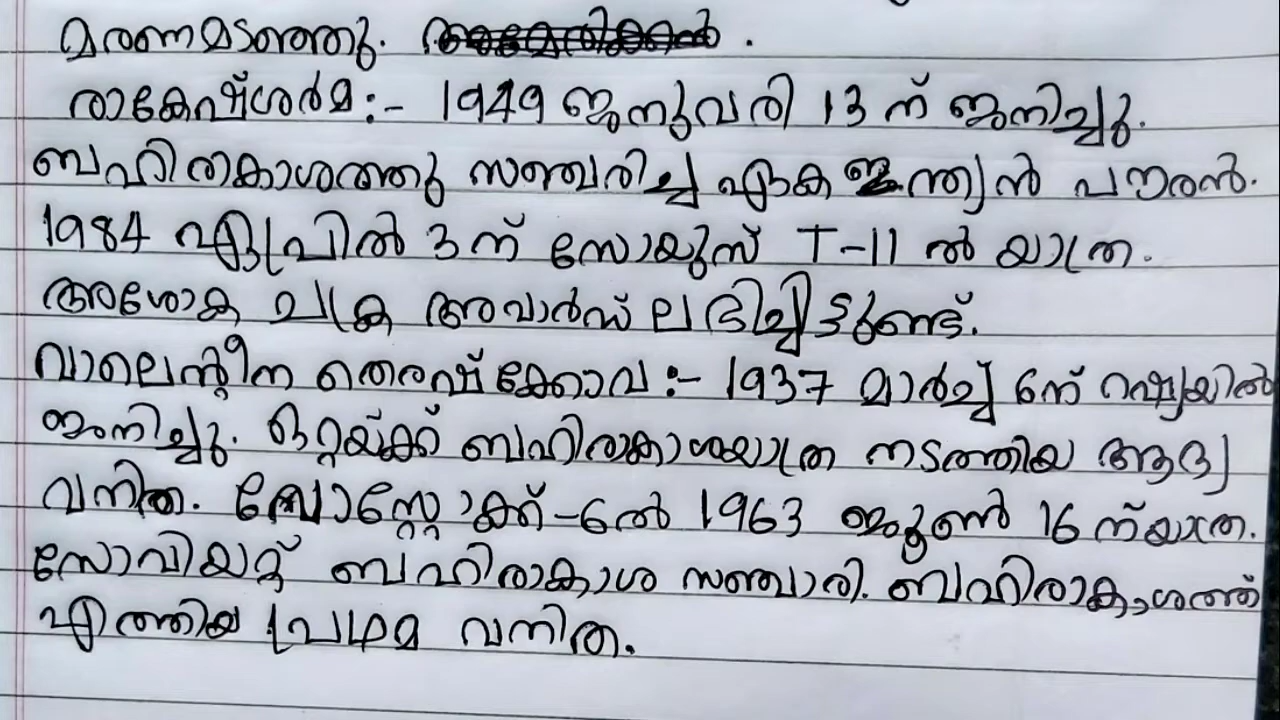 മരണമടഞ്ഞു.
രാകേഷ്ശർമ :- 1949 ജനുവരി 13 ന് ജനിച്ചു.
ബഹിരാകാശത്തു സഞ്ചരിച്ച ഏക ഇന്ത്യൻ പൗരൻ.
1984 ഏപ്രിൽ 3 ന് സോയുസ് T-11 ൽ യാത്ര.
അശോക ചക്ര അവാർഡ് ലഭിച്ചിട്ടുണ്ട്.
വാലെന്റീന തെരഷ്ക്കോവ :- 1937 മാർച്ച് 6ന് റഷ്യയിൽ
ജനിച്ചു. ഒറ്റയ്ക്ക് ബഹിരാകാശയാത്ര നടത്തിയ ആദ്യ
വനിത. വോസ്റ്റോക്ക്-6ൽ 1963 ജൂൺ 16 ന് യാത്ര.
സോവിയറ്റ് ബഹിരാകാശ സഞ്ചാരി. ബഹിരാകാശത്ത്
എത്തിയ പ്രഥമ വനിത.